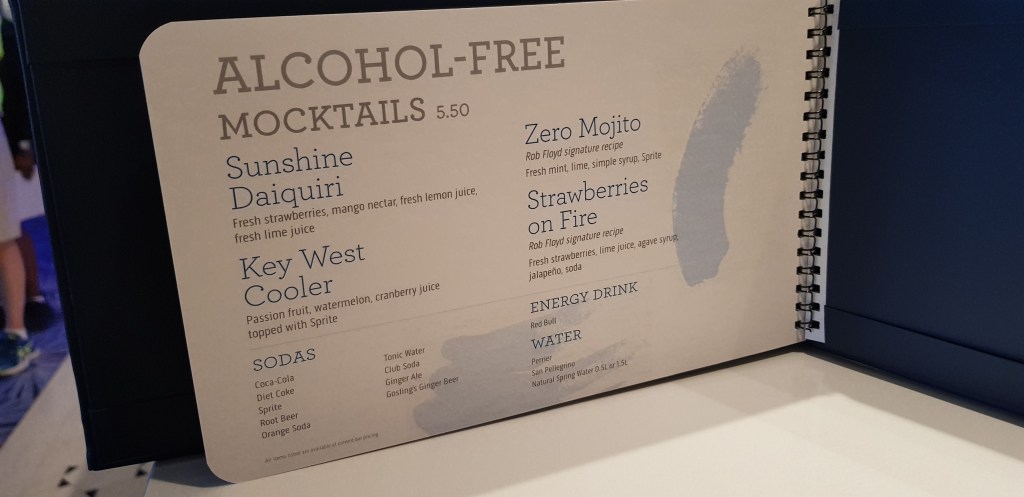 ALCOHOL-FREE
MOCKTAILS 5.50
Sunshine
Daiquiri
Fresh strawberries, mango nectar, fresh lemon juice,
fresh lime juice
Key West
Cooler
Passion fruit, watermelon, cranberry juice
topped with Sprite
Zero Mojito
Rob Floyd signature recipe
Fresh mint, lime, simple syrup, Sprite
Strawberries
on Fire
Rob Floyd signature recipe
Fresh strawberries, lime juice, agave syrup,
jalapeño, soda
SODAS
Coca-Cola
Diet Coke
Sprite
Root Beer
Orange Soda
Tonic Water
Club Soda
Ginger Ale
Gosling's Ginger Beer
ENERGY DRINK
Red Bull
WATER
Perrier
San Pellegrino
Natural Spring Water 0.5L or 1.5L